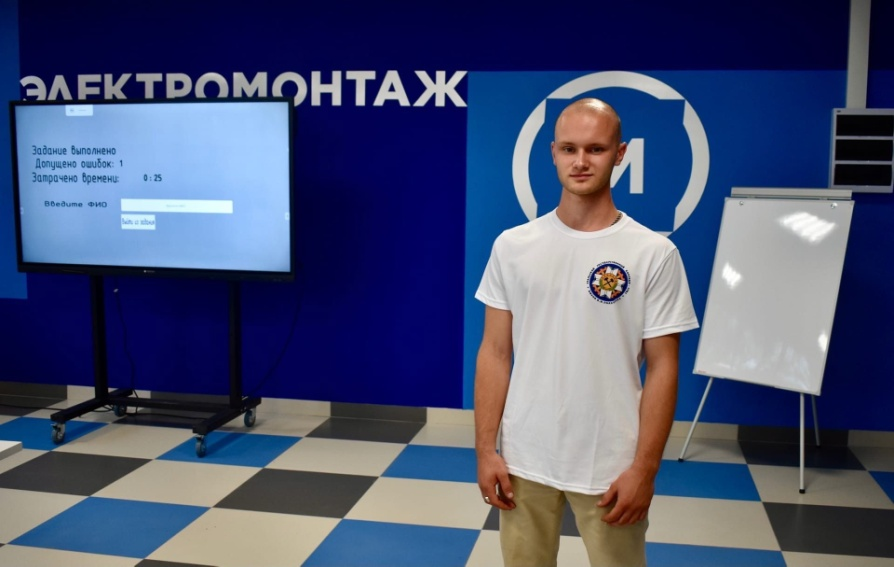 ЭЛЕКТРОМОНТАЖ
Задание выполнено
Допущено ошибок: 1
Затрачено времени: 0:25
Введите ФИО
М